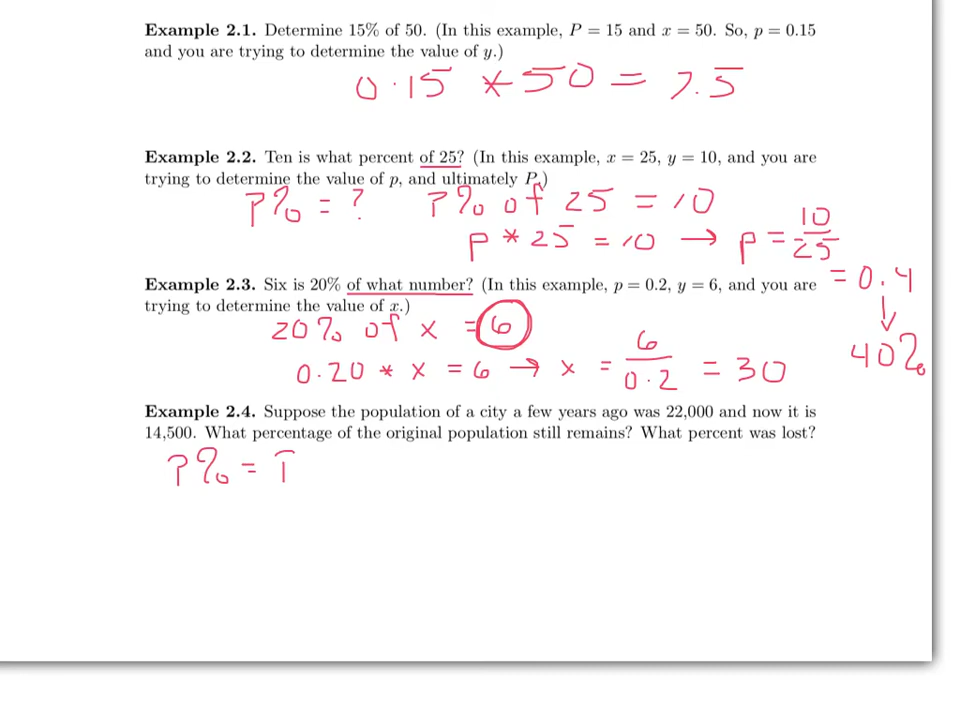 Example 2.1. Determine 15% of 50. (In this example, P = 15 and x = 50. So, p = 0.15
and you are trying to determine the value of y.)
0.15 * 50 = 7.5
Example 2.2. Ten is what percent of 25? (In this example, x = 25, y = 10, and you are
trying to determine the value of p, and ultimately P.)
P% = ? P% of 25 = 10
p * 25 = 10 → p = 10/25
= 0.4
40%
Example 2.3. Six is 20% of what number? (In this example, p = 0.2, y = 6, and you are
trying to determine the value of x.)
20% of x = 6
0.20 * x = 6 → x = 6/0.2 = 30
Example 2.4. Suppose the population of a city a few years ago was 22,000 and now it is
14,500. What percentage of the original population still remains? What percent was lost?
P% =